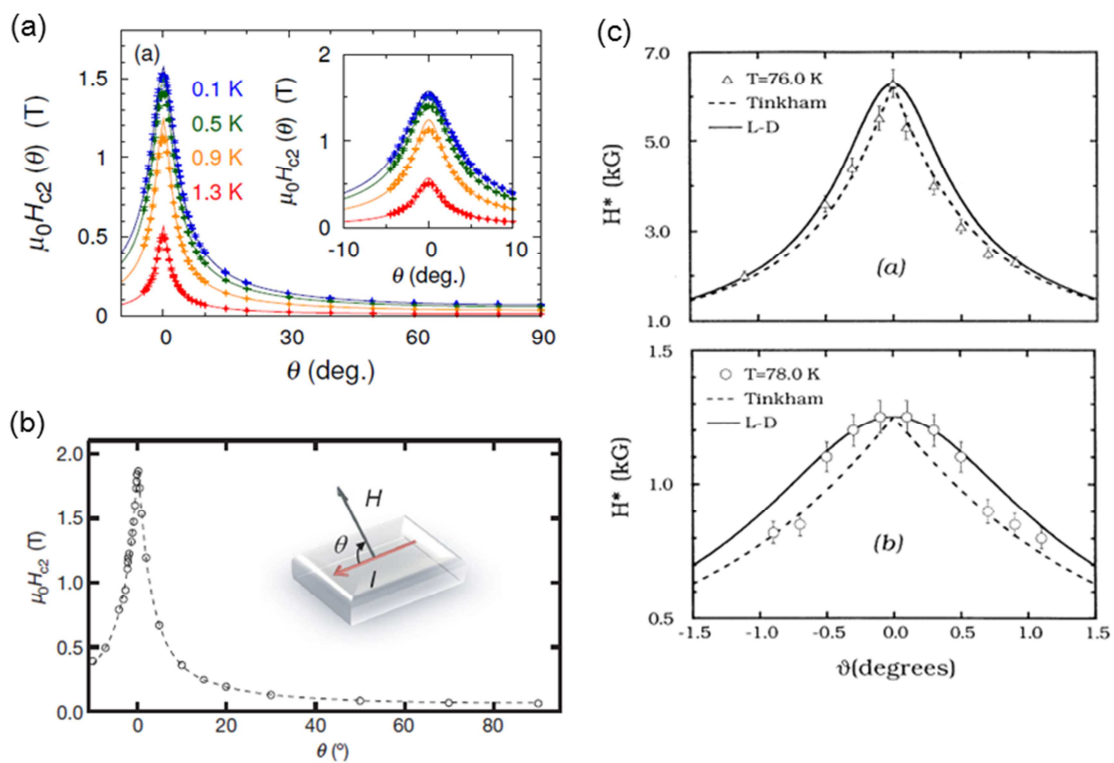 (a)
(a)
μ₀H_c2 (θ) (T)
1.5
1
0.5
0
0.1 K
0.5 K
0.9 K
1.3 K
0
30
60
90
θ (deg.)
μ₀H_c2 (θ) (T)
2
1
0
-10
0
10
θ (deg.)
(b)
μ₀H_c2 (T)
2.0
1.5
1.0
0.5
0.0
H
θ
I
0
20
40
60
80
θ (°)
(c)
H* (kG)
7.0
5.0
3.0
1.0
T=76.0 K
Tinkham
L-D
(a)
H* (kG)
1.5
1.0
0.5
T=78.0 K
Tinkham
L-D
(b)
-1.5
-1.0
-0.5
0.0
0.5
1.0
1.5
ϑ(degrees)